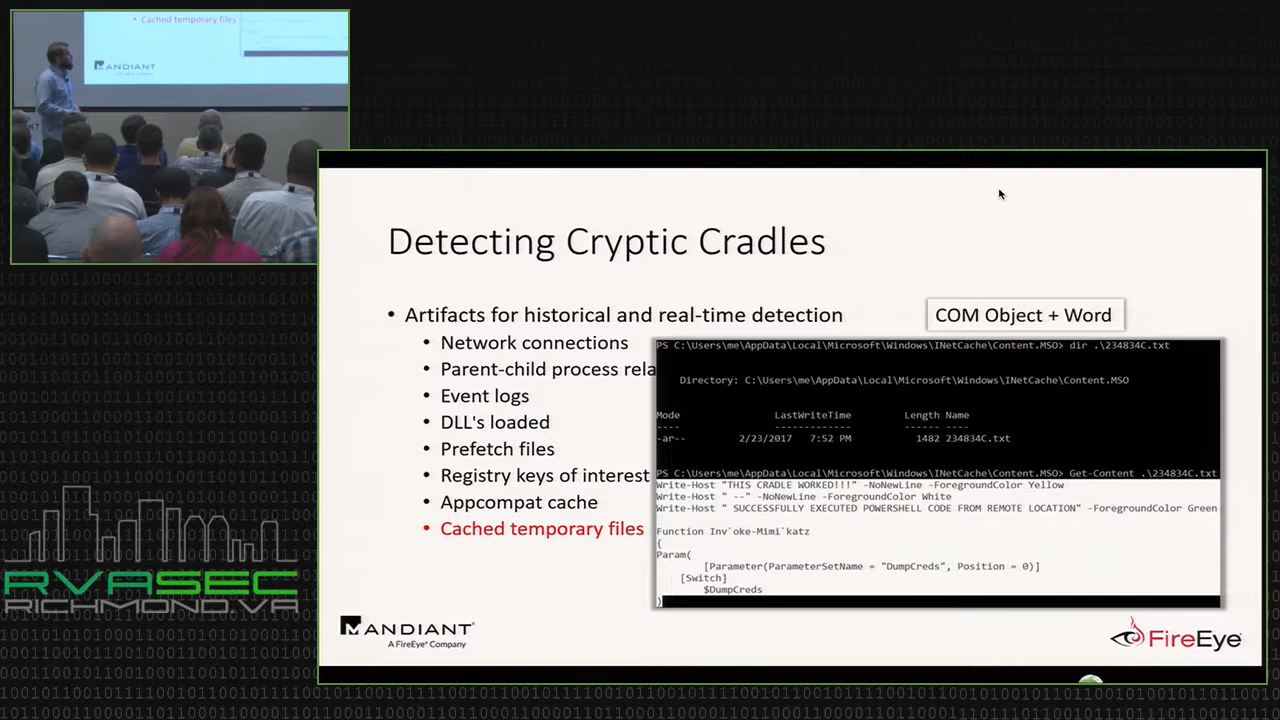 • Cached temporary files
MANDIANT
Detecting Cryptic Cradles
• Artifacts for historical and real-time detection
COM Object + Word
• Network connections
• Parent-child process rela
• Event logs
• DLL's loaded
• Prefetch files
• Registry keys of interest
• Appcompat cache
• Cached temporary files
PS C:\Users\me\AppData\Local\Microsoft\Windows\INetCache\Content.MSO> dir .\234834C.txt
Directory: C:\Users\me\AppData\Local\Microsoft\Windows\INetCache\Content.MSO
Mode LastWriteTime Length Name
---- ------------- ------ ----
-ar-- 2/23/2017 7:52 PM 1482 234834C.txt
PS C:\Users\me\AppData\Local\Microsoft\Windows\INetCache\Content.MSO> Get-Content .\234834C.txt
Write-Host "THIS CRADLE WORKED!!!" -NoNewLine -ForegroundColor Yellow
Write-Host " --" -NoNewLine -ForegroundColor White
Write-Host " SUCCESSFULLY EXECUTED POWERSHELL CODE FROM REMOTE LOCATION" -ForegroundColor Green
Function Inv`oke-Mimi`katz
{
Param(
[Parameter(ParameterSetName = "DumpCreds", Position = 0)]
[Switch]
$DumpCreds
)
MANDIANT®
A FireEye® Company
FireEye
RVASEC
RICHMOND.VA